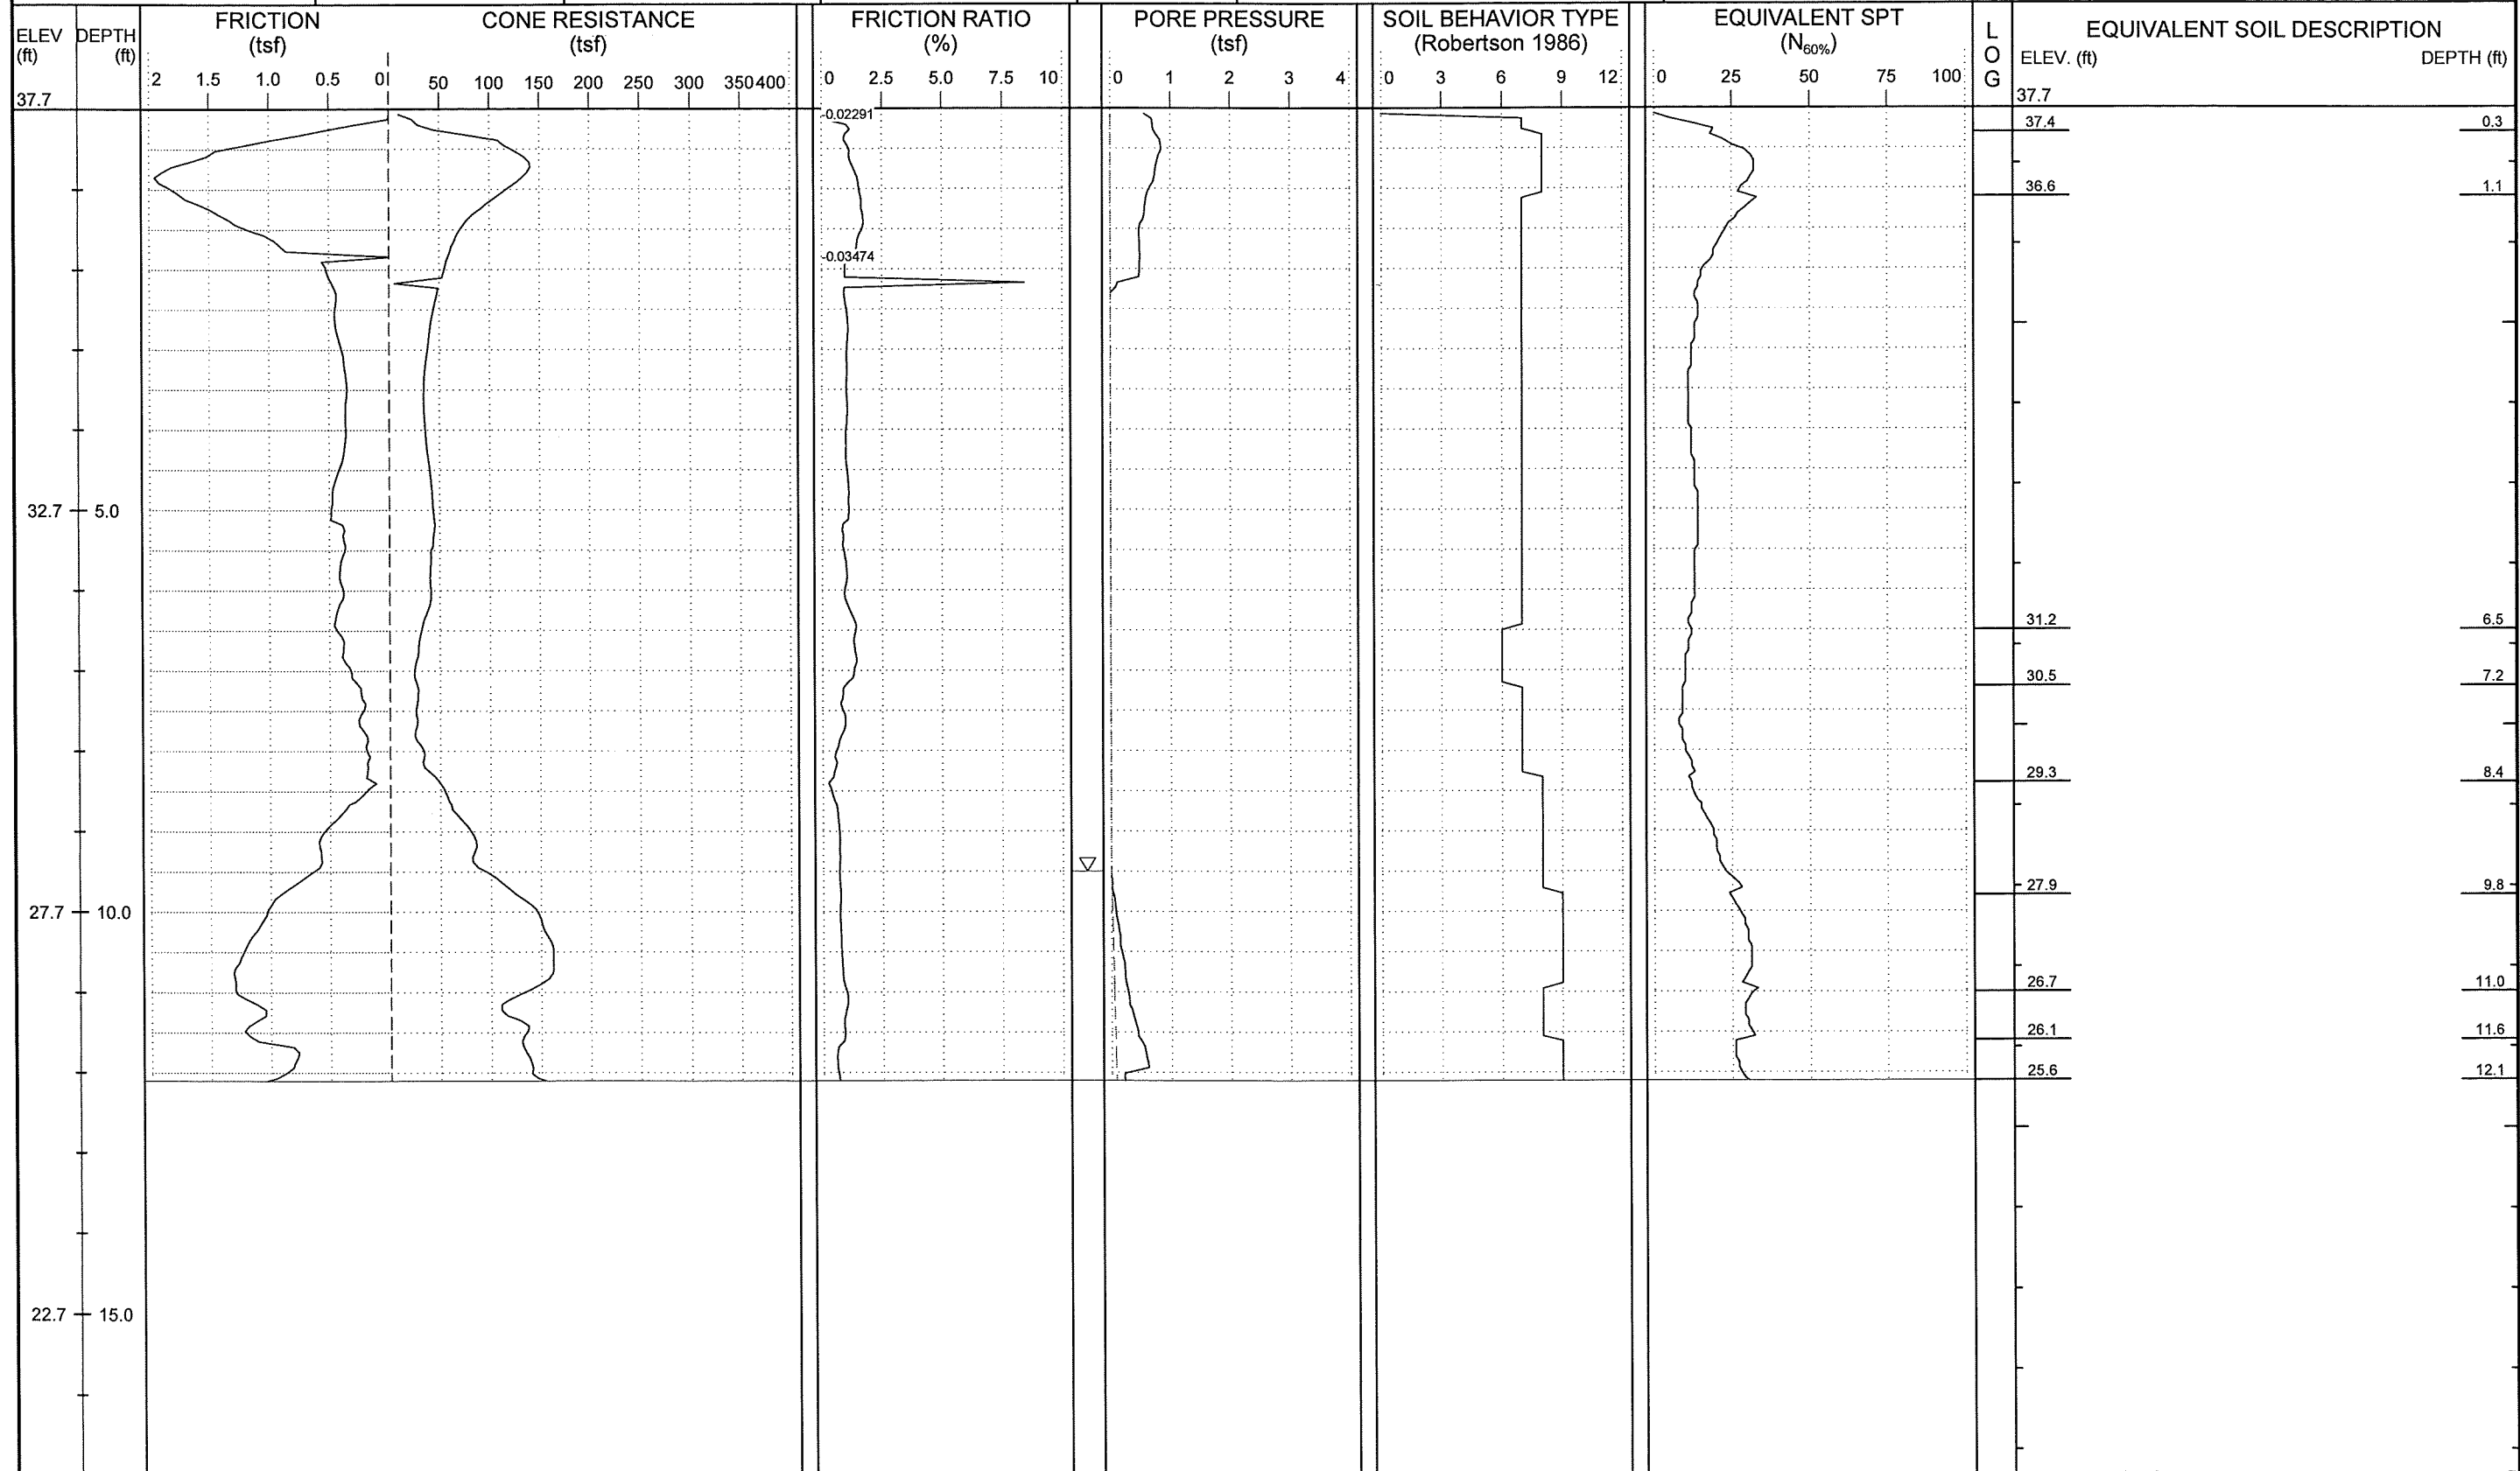 ELEV (ft)
DEPTH (ft)
FRICTION
(tsf)
CONE RESISTANCE
(tsf)
FRICTION RATIO
(%)
PORE PRESSURE
(tsf)
SOIL BEHAVIOR TYPE
(Robertson 1986)
EQUIVALENT SPT
(N60%)
LOG
EQUIVALENT SOIL DESCRIPTION
ELEV. (ft) DEPTH (ft)
2 1.5 1.0 0.5 0 50 100 150 200 250 300 350 400
0 2.5 5.0 7.5 10
0 1 2 3 4
0 3 6 9 12
0 25 50 75 100
37.7 37.7
-0.02291
37.4 0.3
36.6 1.1
-0.03474
32.7 5.0
31.2 6.5
30.5 7.2
29.3 8.4
27.9 9.8
27.7 10.0
26.7 11.0
26.1 11.6
25.6 12.1
22.7 15.0